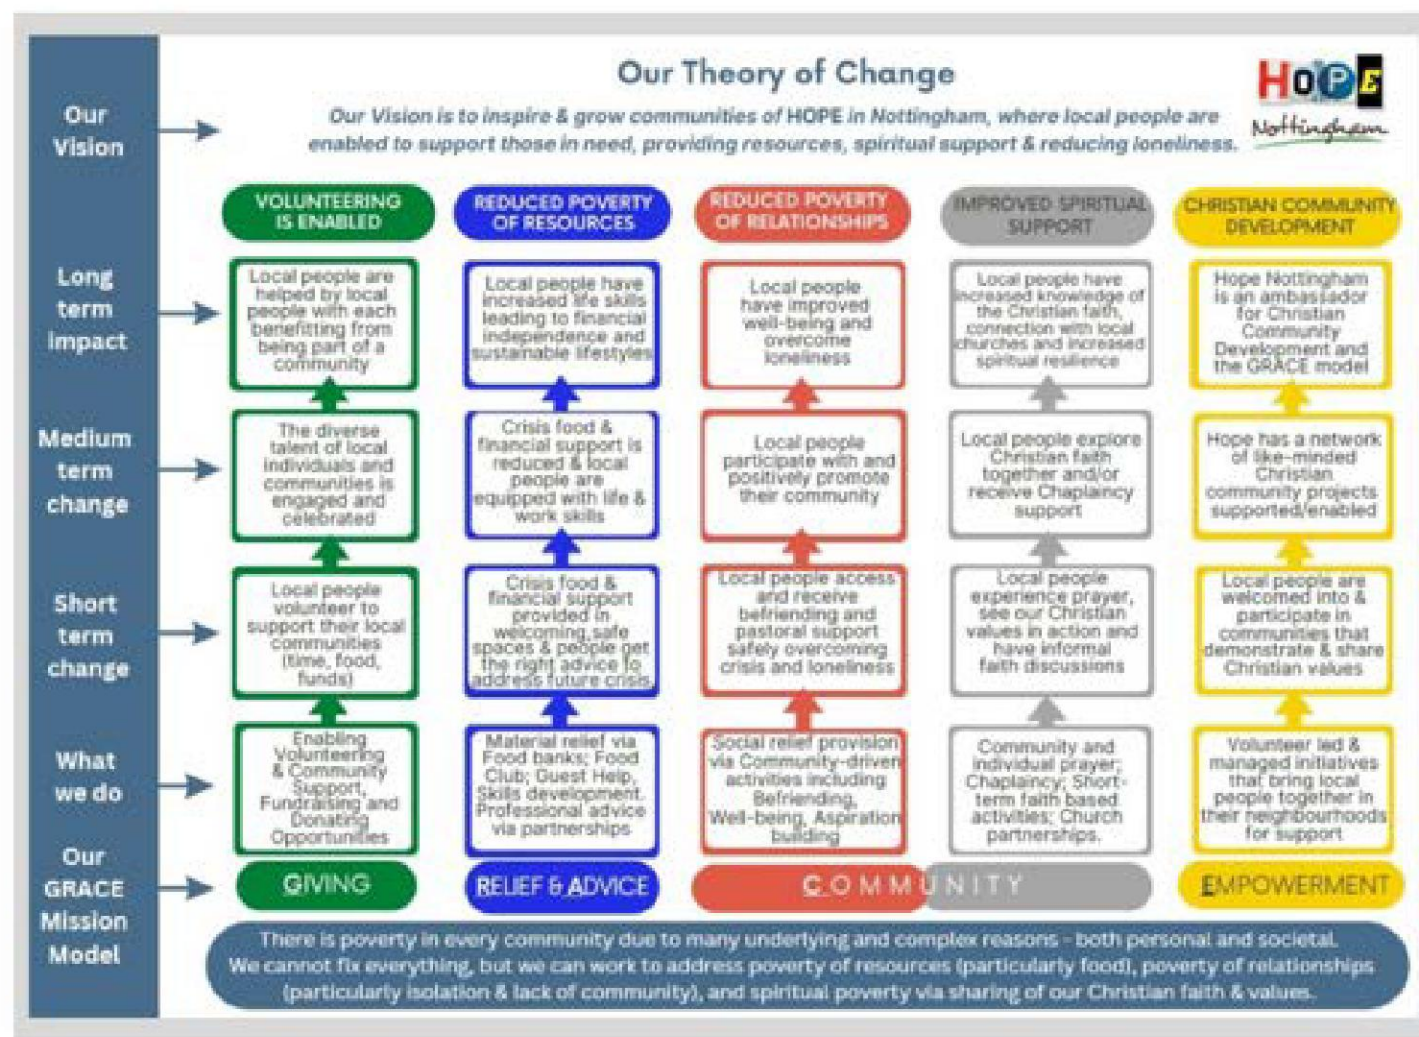 Our Theory of Change
HOPE
Nottingham
Our
Vision
Our Vision is to inspire & grow communities of HOPE in Nottingham, where local people are
enabled to support those in need, providing resources, spiritual support & reducing loneliness.
VOLUNTEERING
IS ENABLED
REDUCED POVERTY
OF RESOURCES
REDUCED POVERTY
OF RELATIONSHIPS
IMPROVED SPIRITUAL
SUPPORT
CHRISTIAN COMMUNITY
DEVELOPMENT
Long
term
impact
Local people are
helped by local
people with each
benefitting from
being part of a
community
Local people have
increased life skills
leading to financial
independence and
sustainable lifestyles
Local people
have improved
well-being and
overcome
loneliness
Local people have
increased knowledge of
the Christian faith,
connection with local
churches and increased
spiritual resilience
Hope Nottingham
is an ambassador
for Christian
Community
Development and
the GRACE model
Medium
term
change
The diverse
talent of local
individuals and
communities is
engaged and
celebrated
Crisis food &
financial support is
reduced & local
people are
equipped with life &
work skills
Local people
participate with and
positively promote
their community
Local people explore
Christian faith
together and/or
receive Chaplaincy
support
Hope has a network
of like-minded
Christian
community projects
supported/enabled
Short
term
change
Local people
volunteer to
support their local
communities
(time, food,
funds)
Crisis food &
financial support
provided in
welcoming, safe
spaces & people get
the right advice to
address future crisis.
Local people access
and receive
befriending and
pastoral support
safely overcoming
crisis and loneliness
Local people
experience prayer,
see our Christian
values in action and
have informal
faith discussions
Local people are
welcomed into &
participate in
communities that
demonstrate & share
Christian values
What
we do
Enabling
Volunteering
& Community
Support,
Fundraising and
Donating
Opportunities
Material relief via
Food banks; Food
Club; Guest Help,
Skills development,
Professional advice
via partnerships
Social relief provision
via Community-driven
activities including
Befriending,
Well-being, Aspiration
building
Community and
individual prayer;
Chaplaincy; Short-
term faith based
activities; Church
partnerships.
Volunteer led &
managed initiatives
that bring local
people together in
their neighbourhoods
for support
Our
GRACE
Mission
Model
GIVING
RELIEF & ADVICE
COMMUNITY
EMPOWERMENT
There is poverty in every community due to many underlying and complex reasons - both personal and societal.
We cannot fix everything, but we can work to address poverty of resources (particularly food), poverty of relationships
(particularly isolation & lack of community), and spiritual poverty via sharing of our Christian faith & values.